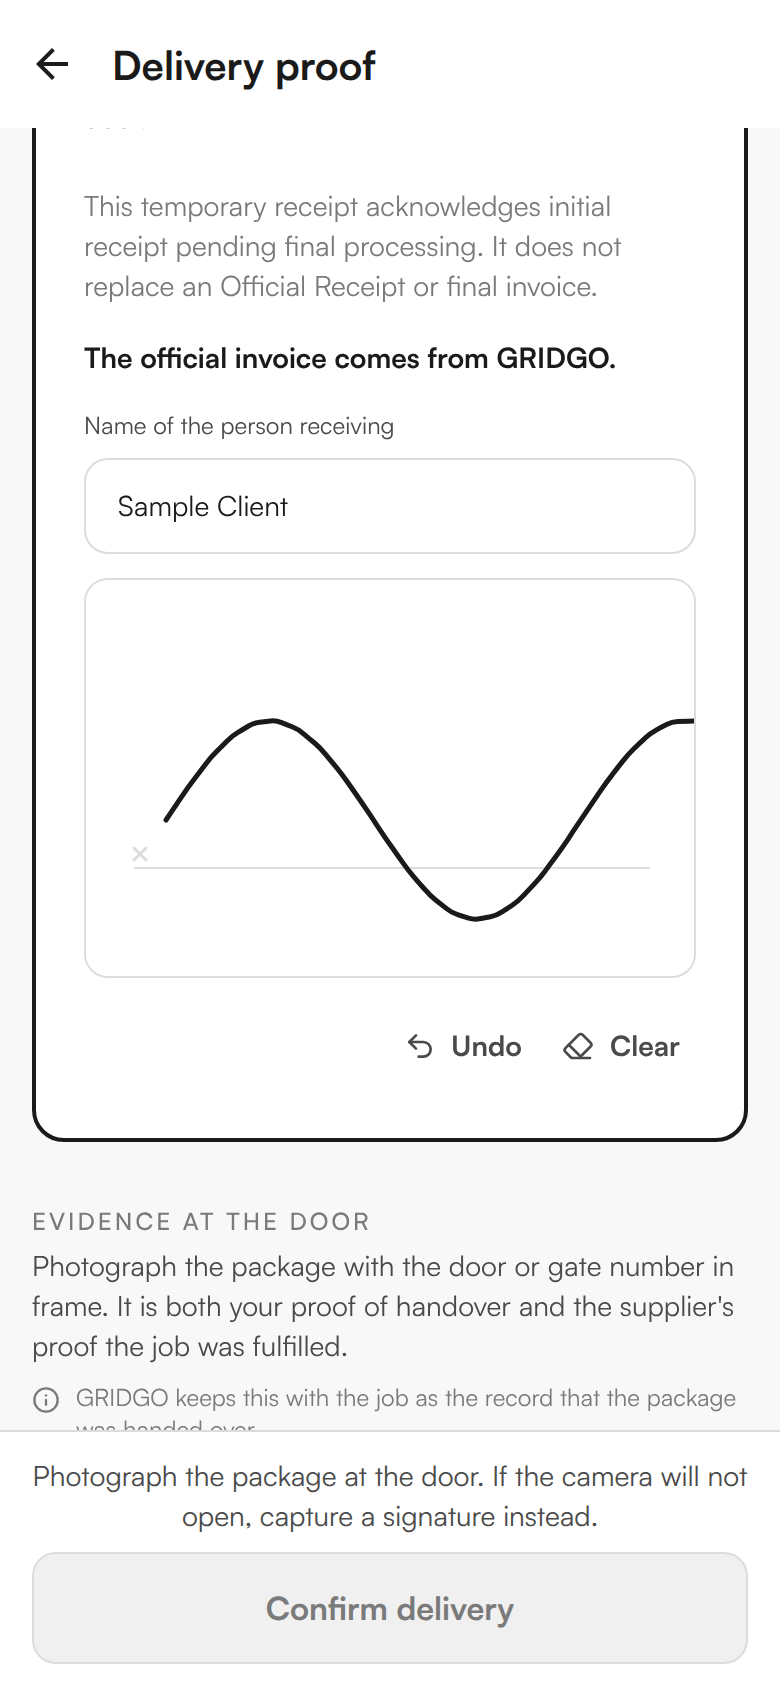 Delivery proof
This temporary receipt acknowledges initial
receipt pending final processing. It does not
replace an Official Receipt or final invoice.
The official invoice comes from GRIDGO.
Name of the person receiving
Sample Client
Undo
Clear
EVIDENCE AT THE DOOR
Photograph the package with the door or gate number in
frame. It is both your proof of handover and the supplier's
proof the job was fulfilled.
GRIDGO keeps this with the job as the record that the package
was handed over
Photograph the package at the door. If the camera will not
open, capture a signature instead.
Confirm delivery